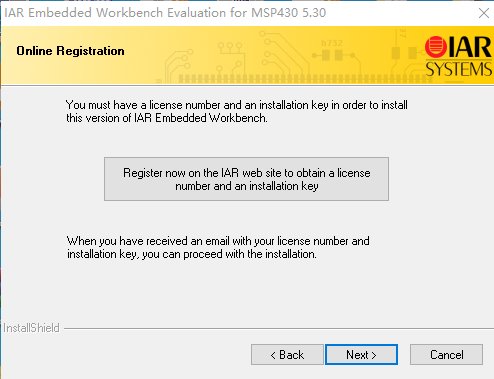 IAR Embedded Workbench Evaluation for MSP430 5.30
Online Registration
IAR
SYSTEMS
You must have a license number and an installation key in order to install
this version of IAR Embedded Workbench.
Register now on the IAR web site to obtain a license
number and an installation key
When you have received an email with your license number and
installation key, you can proceed with the installation.
InstallShield
< Back
Next >
Cancel